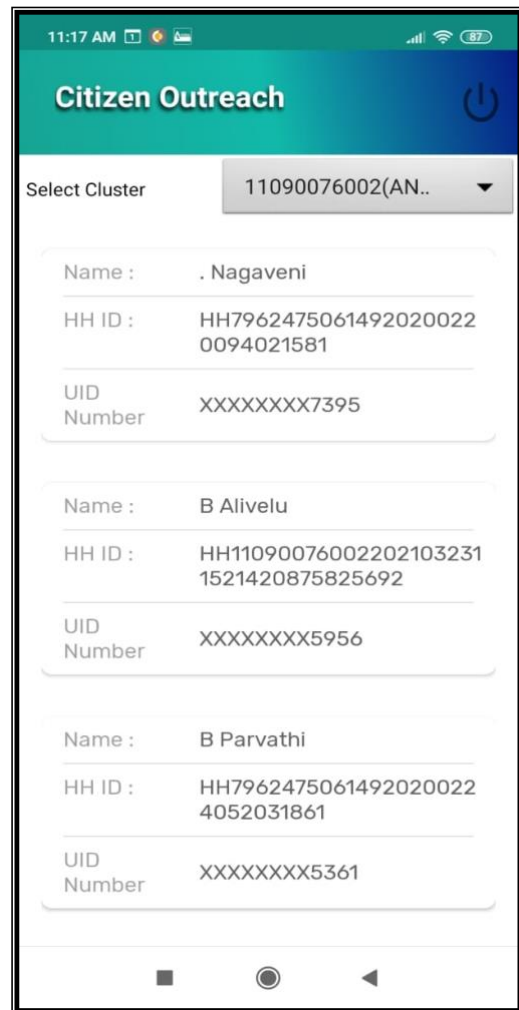 11:17 AM
87
Citizen Outreach
Select Cluster 11090076002(AN..
Name : . Nagaveni
HH ID : HH7962475061492020022
0094021581
UID
Number XXXXXXXX7395
Name : B Alivelu
HH ID : HH11090076002202103231
1521420875825692
UID
Number XXXXXXXX5956
Name : B Parvathi
HH ID : HH7962475061492020022
4052031861
UID
Number XXXXXXXX5361